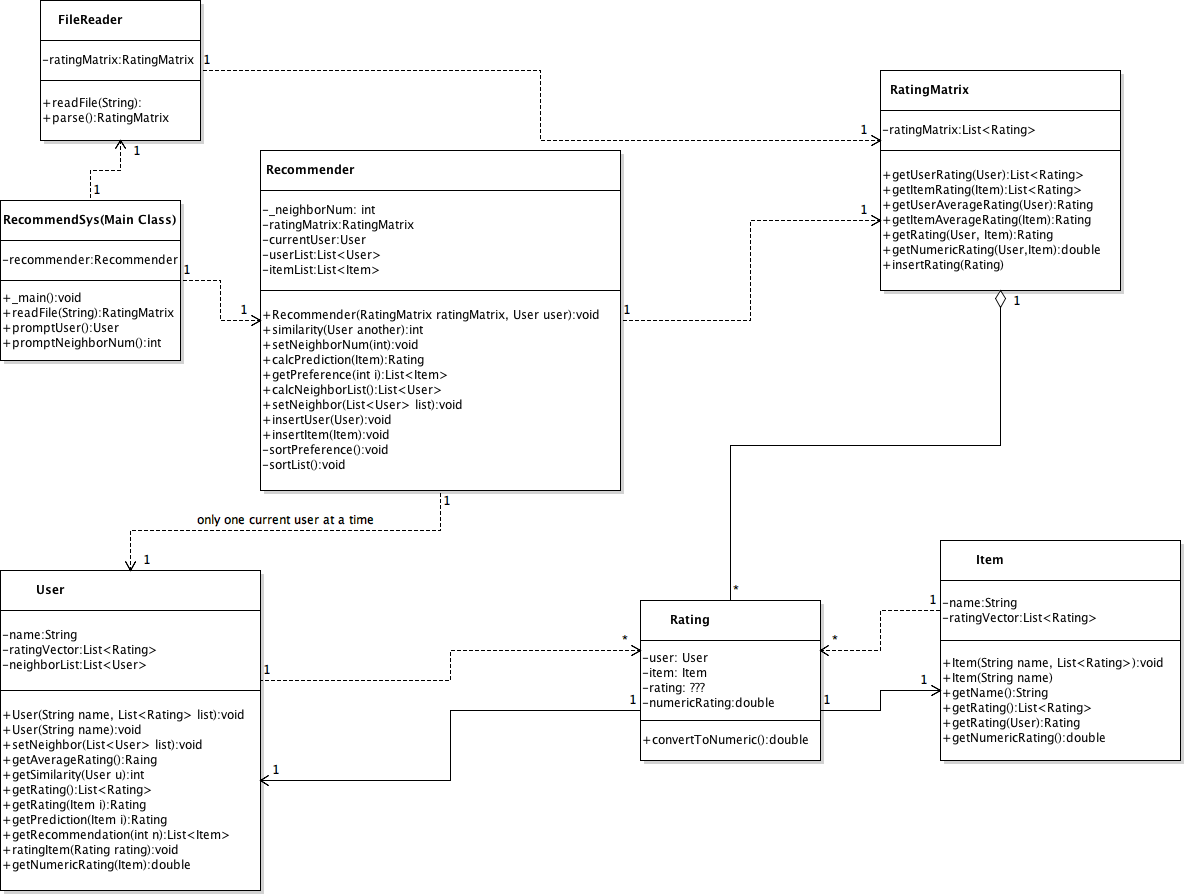 FileReader
-ratingMatrix:RatingMatrix
+readFile(String):
+parse():RatingMatrix
1
1
1
1
RecommendSys(Main Class)
-recommender:Recommender
+_main():void
+readFile(String):RatingMatrix
+promptUser():User
+promptNeighborNum():int
1
1
Recommender
-_neighborNum: int
-ratingMatrix:RatingMatrix
-currentUser:User
-userList:List<User>
-itemList:List<Item>
+Recommender(RatingMatrix ratingMatrix, User user):void
+similarity(User another):int
+setNeighborNum(int):void
+calcPrediction(Item):Rating
+getPreference(int i):List<Item>
+calcNeighborList():List<User>
+setNeighbor(List<User> list):void
+insertUser(User):void
+insertItem(Item):void
-sortPreference():void
-sortList():void
1
1
RatingMatrix
-ratingMatrix:List<Rating>
+getUserRating(User):List<Rating>
+getItemRating(Item):List<Rating>
+getUserAverageRating(User):Rating
+getItemAverageRating(Item):Rating
+getRating(User, Item):Rating
+getNumericRating(User,Item):double
+insertRating(Rating)
1
*
1
only one current user at a time
1
User
-name:String
-ratingVector:List<Rating>
-neighborList:List<User>
+User(String name, List<Rating> list):void
+User(String name):void
+setNeighbor(List<User> list):void
+getAverageRating():Raing
+getSimilarity(User u):int
+getRating():List<Rating>
+getRating(Item i):Rating
+getPrediction(Item i):Rating
+getRecommendation(int n):List<Item>
+ratingItem(Rating rating):void
+getNumericRating(Item):double
1
*
1
1
Rating
-user: User
-item: Item
-rating: ???
-numericRating:double
+convertToNumeric():double
*
1
1
1
Item
-name:String
-ratingVector:List<Rating>
+Item(String name, List<Rating>):void
+Item(String name)
+getName():String
+getRating():List<Rating>
+getRating(User):Rating
+getNumericRating():double